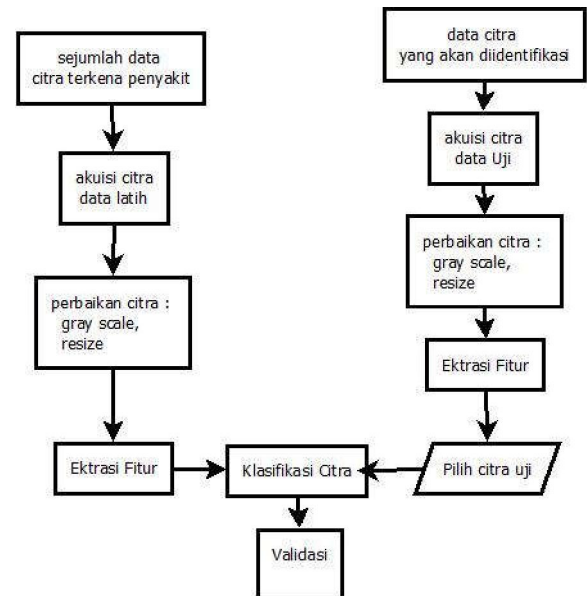 sejumlah data
citra terkena penyakit
akuisi citra
data latih
perbaikan citra :
gray scale,
resize
Ektrasi Fitur
data citra
yang akan diidentifikasi
akuisi citra
data Uji
perbaikan citra :
gray scale,
resize
Ektrasi Fitur
Pilih citra uji
Klasifikasi Citra
Validasi